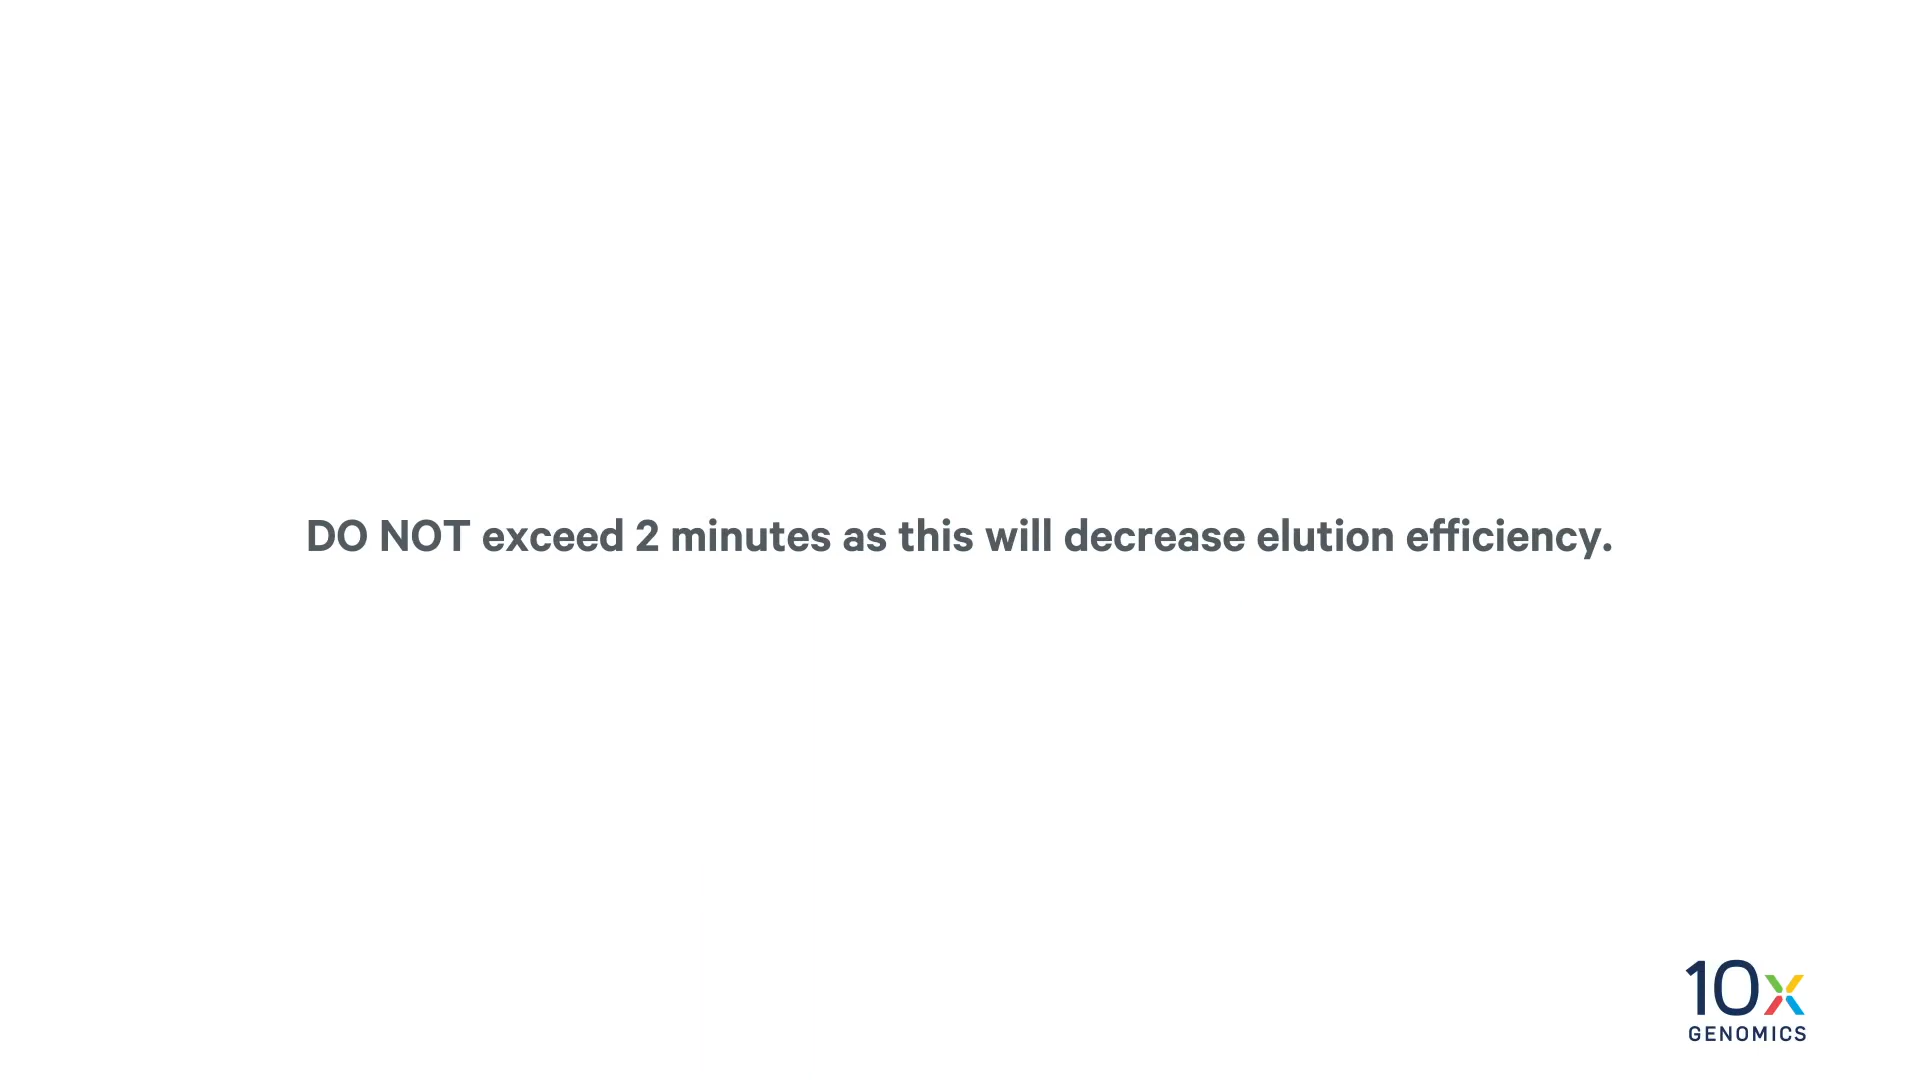 DO NOT exceed 2 minutes as this will decrease elution efficiency.
10x
GENOMICS